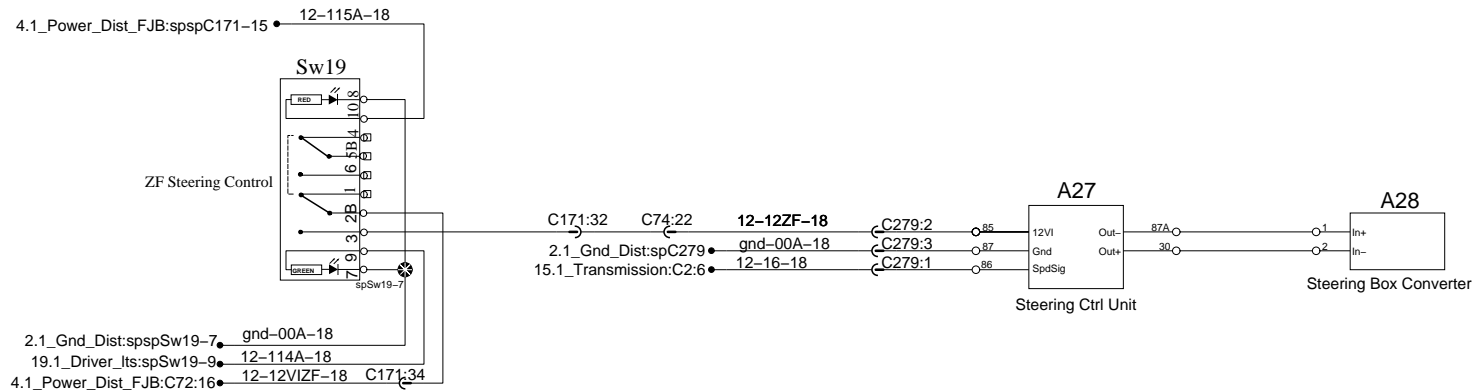 12−115A−18
4.1_Power_Dist_FJB:spspC171−15
Sw19
RED
8
10
4
5B
6
1
2B
3
9
7
GREEN
ZF Steering Control
spSw19−7
C171:32
C74:22
12−12ZF−18
C279:2
2.1_Gnd_Dist:spC279
gnd−00A−18
C279:3
15.1_Transmission:C2:6
12−16−18
C279:1
A27
85
12VI
Out−
87A
87
Gnd
Out+
30
86
SpdSig
Steering Ctrl Unit
A28
1
In+
2
In−
Steering Box Converter
2.1_Gnd_Dist:spspSw19−7
gnd−00A−18
19.1_Driver_lts:spSw19−9
12−114A−18
4.1_Power_Dist_FJB:C72:16
12−12VIZF−18
C171:34